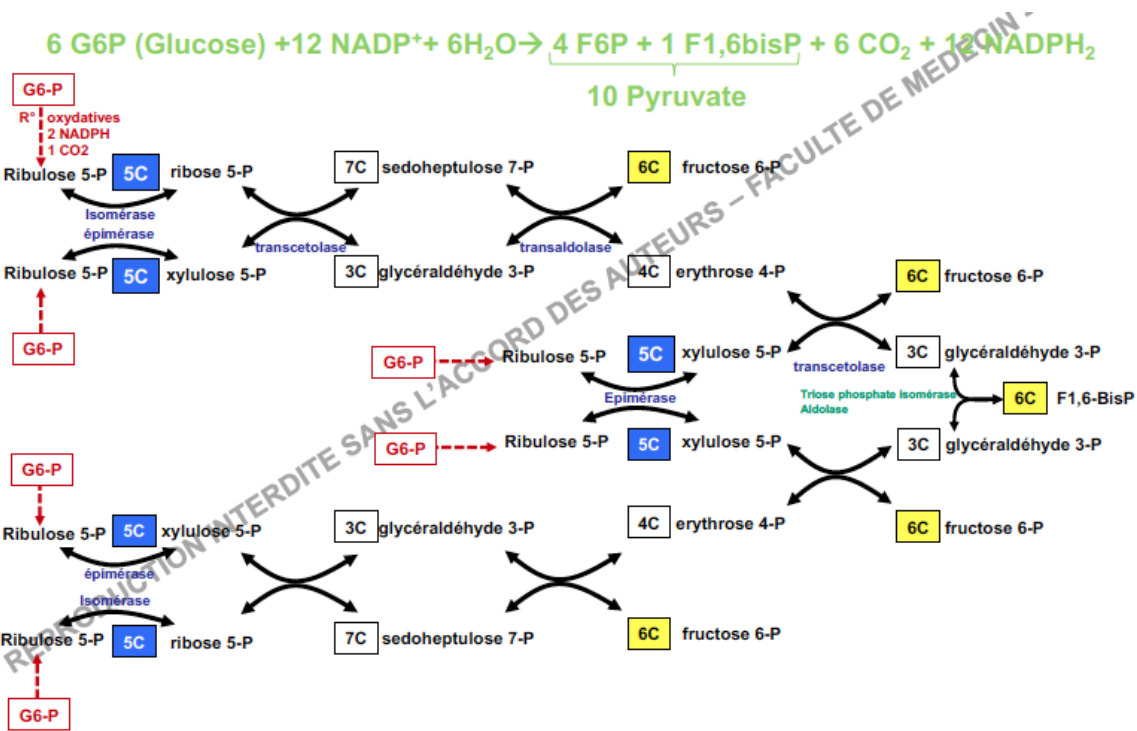 6 G6P (Glucose) +12 NADP⁺+ 6H₂O→ 4 F6P + 1 F1,6bisP + 6 CO₂ + 12 NADPH₂
10 Pyruvate
G6-P
R° oxydatives
2 NADPH
1 CO2
Ribulose 5-P 5C ribose 5-P 7C sedoheptulose 7-P 6C fructose 6-P
Isomérase
épimérase
transcetolase transaldolase
Ribulose 5-P 5C xylulose 5-P 3C glycéraldéhyde 3-P 4C erythrose 4-P 6C fructose 6-P
G6-P
G6-P Ribulose 5-P 5C xylulose 5-P 3C glycéraldéhyde 3-P
transcetolase
Epimérase
Triose phosphate isomérase
Aldolase
6C F1,6-BisP
G6-P Ribulose 5-P 5C xylulose 5-P 3C glycéraldéhyde 3-P
G6-P
Ribulose 5-P 5C xylulose 5-P 3C glycéraldéhyde 3-P 4C erythrose 4-P 6C fructose 6-P
épimérase
Isomérase
Ribulose 5-P 5C ribose 5-P 7C sedoheptulose 7-P 6C fructose 6-P
G6-P
REPRODUCTION INTERDITE SANS L'ACCORD DES AUTEURS – FACULTE DE MEDECIN